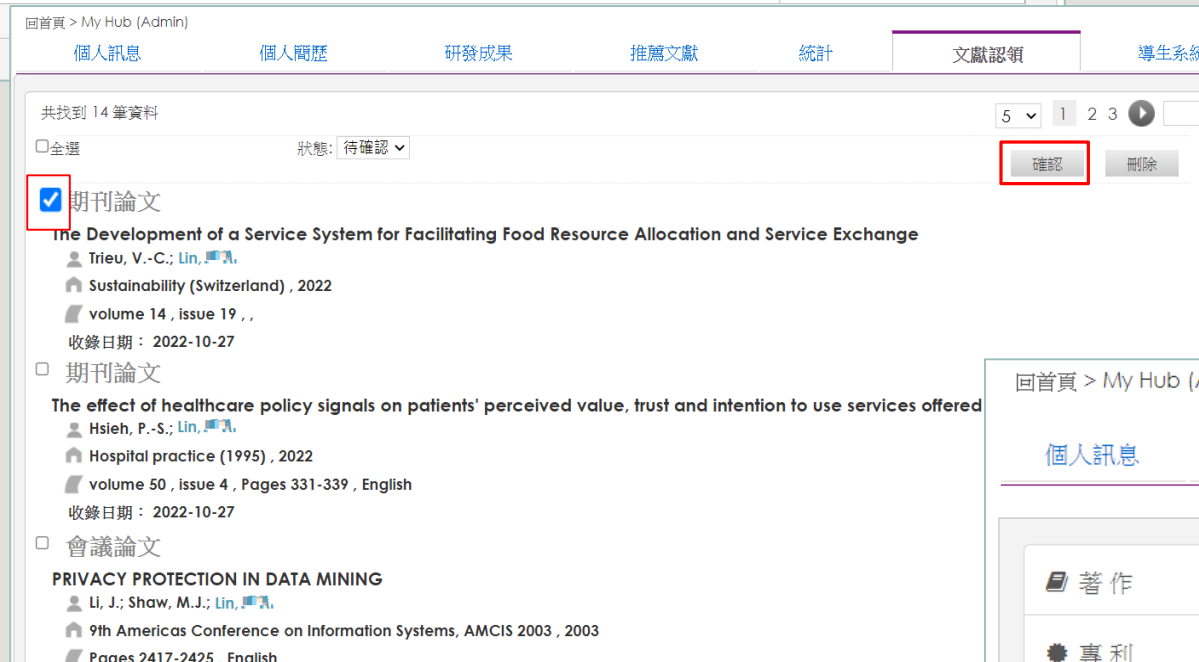 回首頁 > My Hub (Admin)
個人訊息 個人簡歷 研發成果 推薦文獻 統計 文獻認領 導生系統
共找到 14 筆資料 5 1 2 3
全選 狀態: 待確認 確認 刪除
期刊論文
The Development of a Service System for Facilitating Food Resource Allocation and Service Exchange
Trieu, V.-C.; Lin,
Sustainability (Switzerland) , 2022
volume 14 , issue 19 , ,
收錄日期： 2022-10-27
期刊論文
The effect of healthcare policy signals on patients' perceived value, trust and intention to use services offered
Hsieh, P.-S.; Lin,
Hospital practice (1995) , 2022
volume 50 , issue 4 , Pages 331-339 , English
收錄日期： 2022-10-27
會議論文
PRIVACY PROTECTION IN DATA MINING
Li, J.; Shaw, M.J.; Lin,
9th Americas Conference on Information Systems, AMCIS 2003 , 2003
Pages 2417-2425 , English
回首頁 > My Hub (
個人訊息
著作
專利